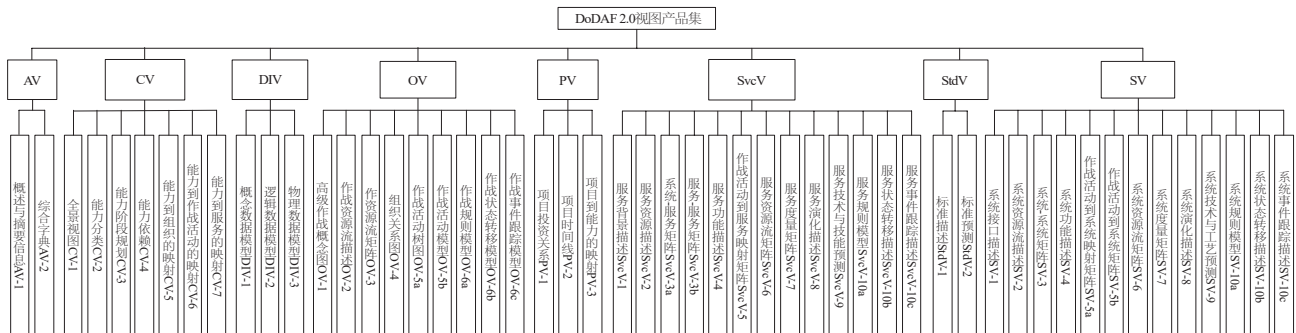 DoDAF 2.0视图产品集
AV
CV
DIV
OV
PV
SvcV
StdV
SV
概述与摘要信息AV-1
综合字典AV-2
全景视图CV-1
能力分类CV-2
能力阶段规划CV-3
能力依赖CV-4
能力到组织的映射CV-5
能力到作战活动的映射CV-6
能力到服务的映射CV-7
概念数据模型DIV-1
逻辑数据模型DIV-2
物理数据模型DIV-3
高级作战概念图OV-1
作战资源流描述OV-2
作资源流矩阵OV-3
组织关系图OV-4
作战活动树图OV-5a
作战活动模型OV-5b
作战规则模型OV-6a
作战状态转移模型OV-6b
作战事件跟踪模型OV-6c
项目投资关系PV-1
项目时间线PV-2
项目到能力的映射PV-3
服务背景描述SvcV-1
服务资源描述SvcV-2
系统-服务矩阵SvcV-3a
服务-服务矩阵SvcV-3b
服务功能描述SvcV-4
作战活动到服务映射矩阵SvcV-5
服务资源流矩阵SvcV-6
服务度量矩阵SvcV-7
服务演化描述SvcV-8
服务技术与技能预测SvcV-9
服务规则模型SvcV-10a
服务状态转移描述SvcV-10b
服务事件跟踪描述SvcV-10c
标准描述StdV-1
标准预测StdV-2
系统接口描述SV-1
系统资源流描述SV-2
系统-系统矩阵SV-3
系统功能描述SV-4
作战活动到系统映射矩阵SV-5a
作战活动到系统SV-5b
系统资源流矩阵SV-6
系统度量矩阵SV-7
系统演化描述SV-8
系统技术与工艺预测SV-9
系统规则模型SV-10a
系统状态转移描述SV-10b
系统事件跟踪描述SV-10c